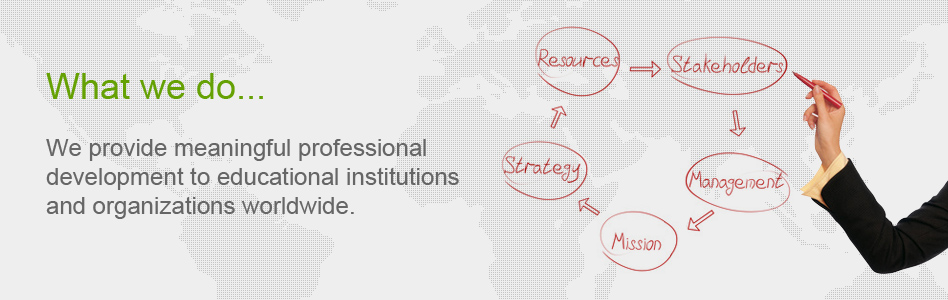 What we do...
We provide meaningful professional
development to educational institutions
and organizations worldwide.
Resources
Stakeholders
Strategy
Management
Mission